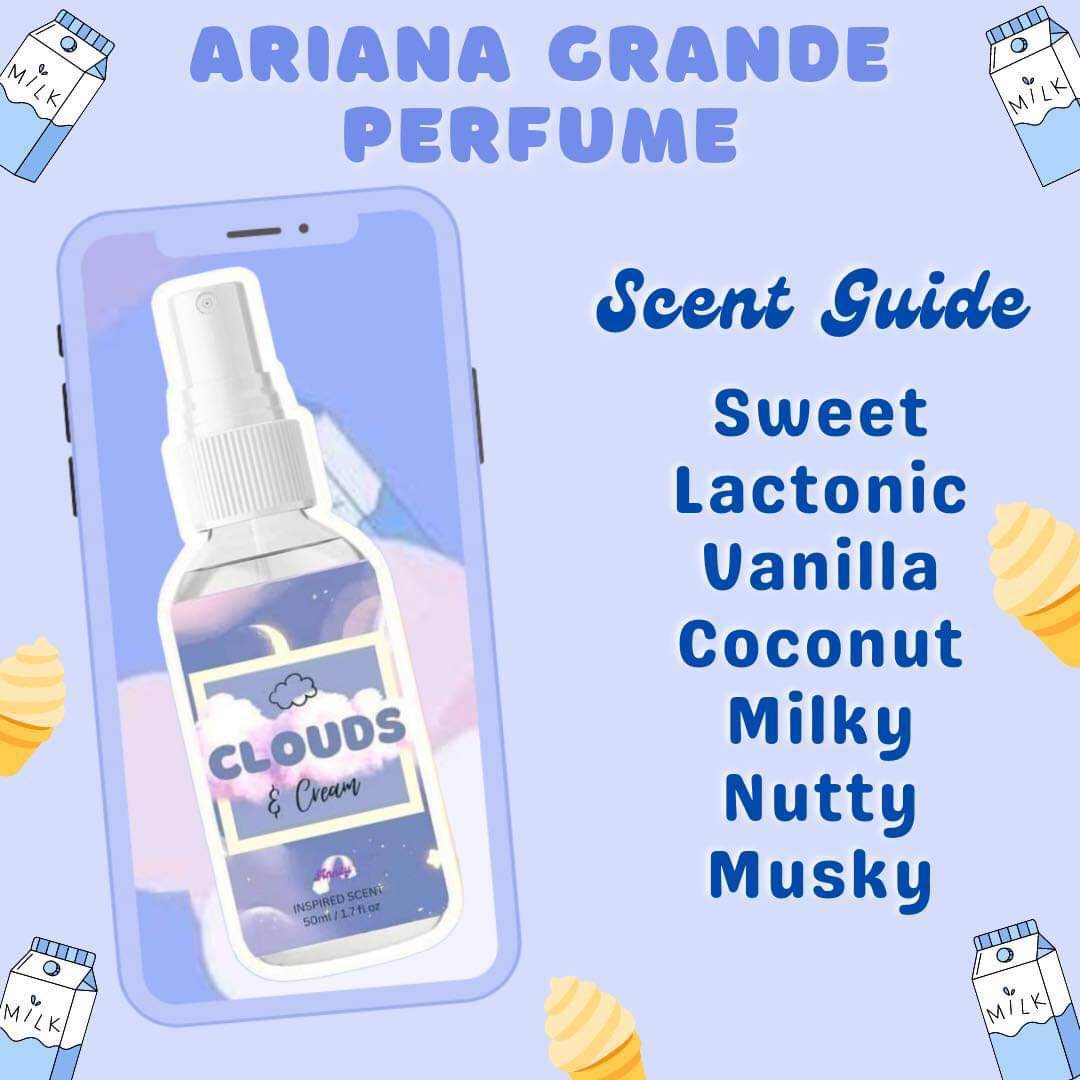 ARIANA GRANDE
PERFUME
MILK
MILK
Scent Guide
Sweet
Lactonic
Vanilla
Coconut
Milky
Nutty
Musky
CLOUDS
& Cream
INSPIRED SCENT
50ml / 1.7 fl oz
MILK
MILK